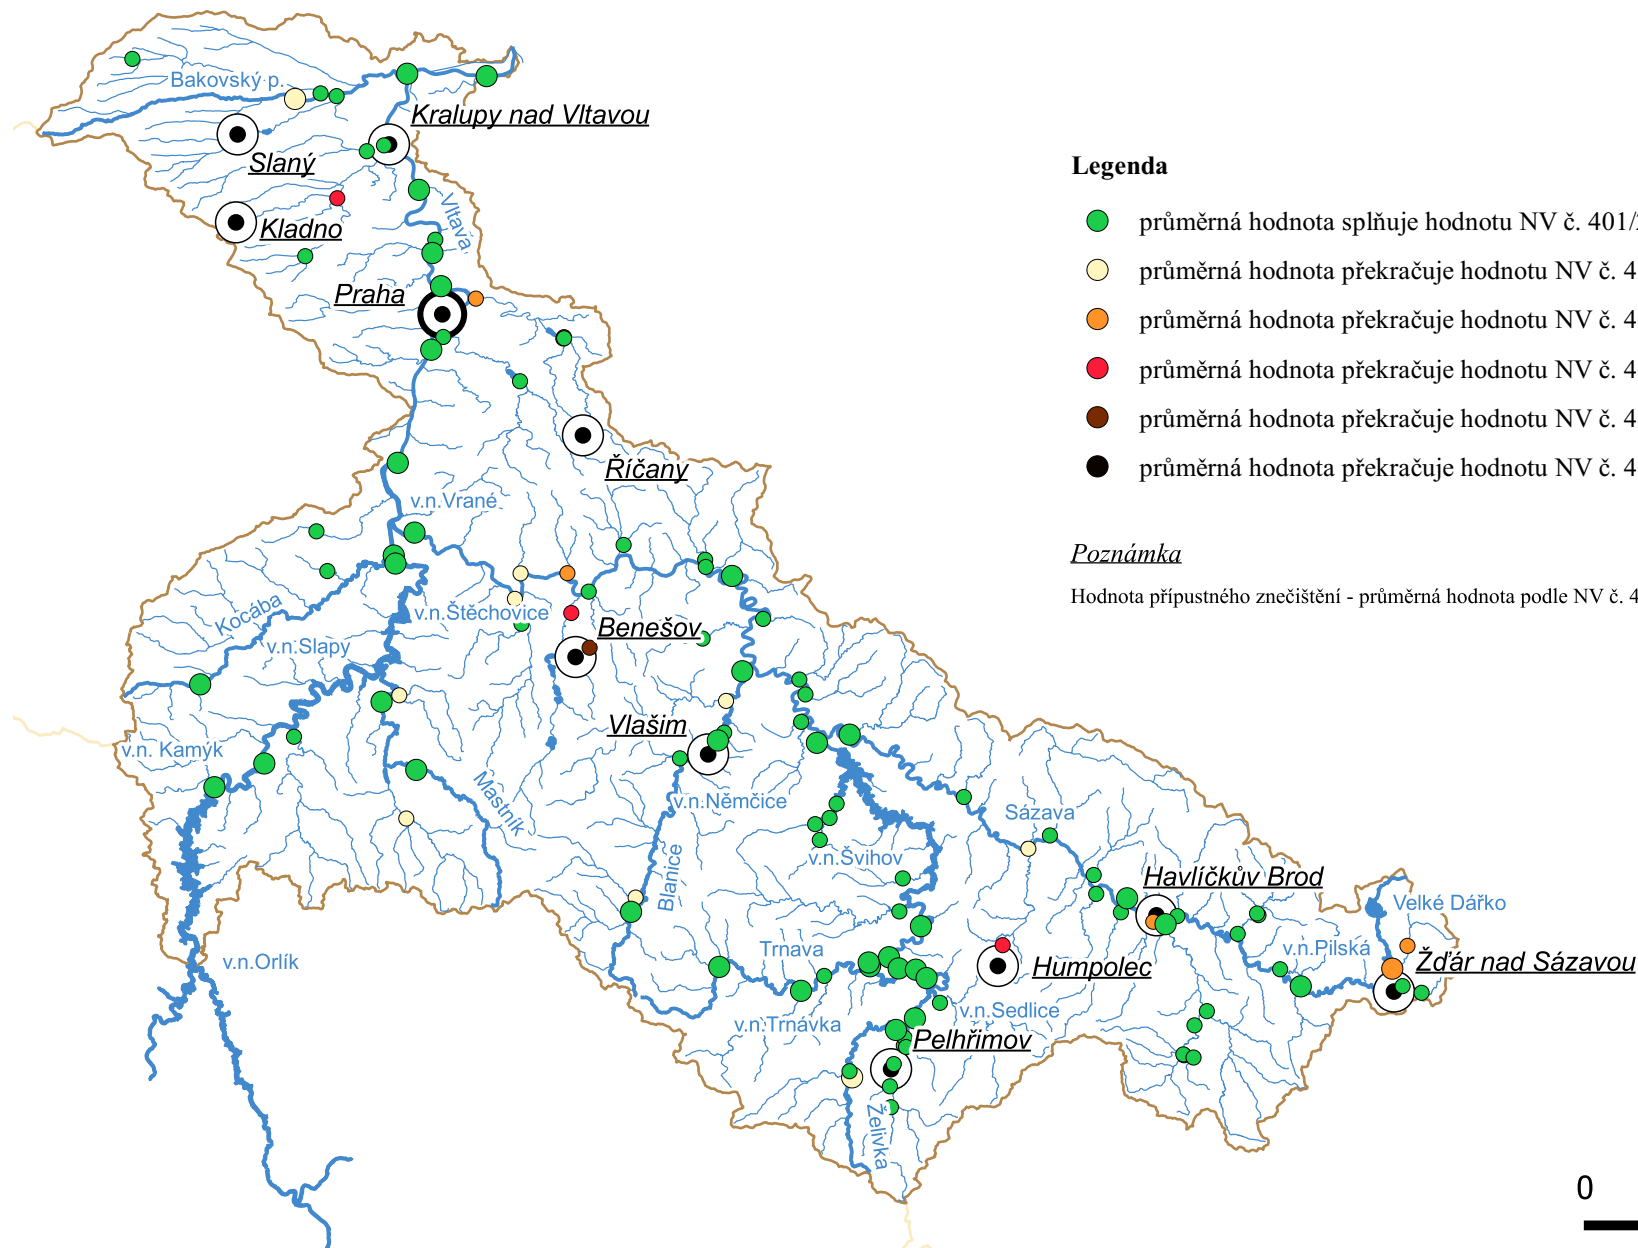 Bakovský p.
Kralupy nad Vltavou
Slaný
Kladno
Vltava
Praha
Říčany
v.n.Vrané
Kocába
v.n.Štěchovice
Benešov
v.n.Slapy
Vlašim
v.n. Kamýk
Mastník
v.n.Němčice
Sázava
v.n.Švihov
Blanice
Havlíčkův Brod
Velké Dářko
Trnava
v.n.Pilská
v.n.Orlík
Humpolec
Žďár nad Sázavou
v.n.Trnávka
v.n.Sedlice
Pelhřimov
Želivka
Legenda
průměrná hodnota splňuje hodnotu NV č. 401/
průměrná hodnota překračuje hodnotu NV č. 4
průměrná hodnota překračuje hodnotu NV č. 4
průměrná hodnota překračuje hodnotu NV č. 4
průměrná hodnota překračuje hodnotu NV č. 4
průměrná hodnota překračuje hodnotu NV č. 4
Poznámka
Hodnota přípustného znečištění - průměrná hodnota podle NV č. 4
0